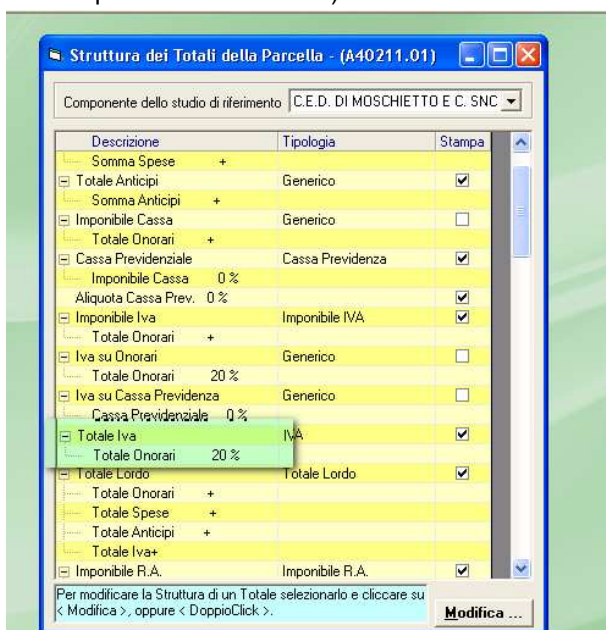 Struttura dei Totali della Parcella - (A40211.01)
Componente dello studio di riferimento C.E.D. DI MOSCHIETTO E C. SNC
Descrizione Tipologia Stampa
Somma Spese +
Totale Anticipi Generico
Somma Anticipi +
Imponibile Cassa Generico
Totale Onorari +
Cassa Previdenziale Cassa Previdenza
Imponibile Cassa 0 %
Aliquota Cassa Prev. 0 %
Imponibile Iva Imponibile IVA
Totale Onorari +
Iva su Onorari Generico
Totale Onorari 20 %
Iva su Cassa Previdenza Generico
Cassa Previdenziale 0 %
Totale Iva IVA
Totale Onorari 20 %
Totale Lordo Totale Lordo
Totale Onorari +
Totale Spese +
Totale Anticipi +
Totale Iva+
Imponibile R.A. Imponibile R.A.
Per modificare la Struttura di un Totale selezionarlo e cliccare su
< Modifica >, oppure < DoppioClick >.
Modifica ...